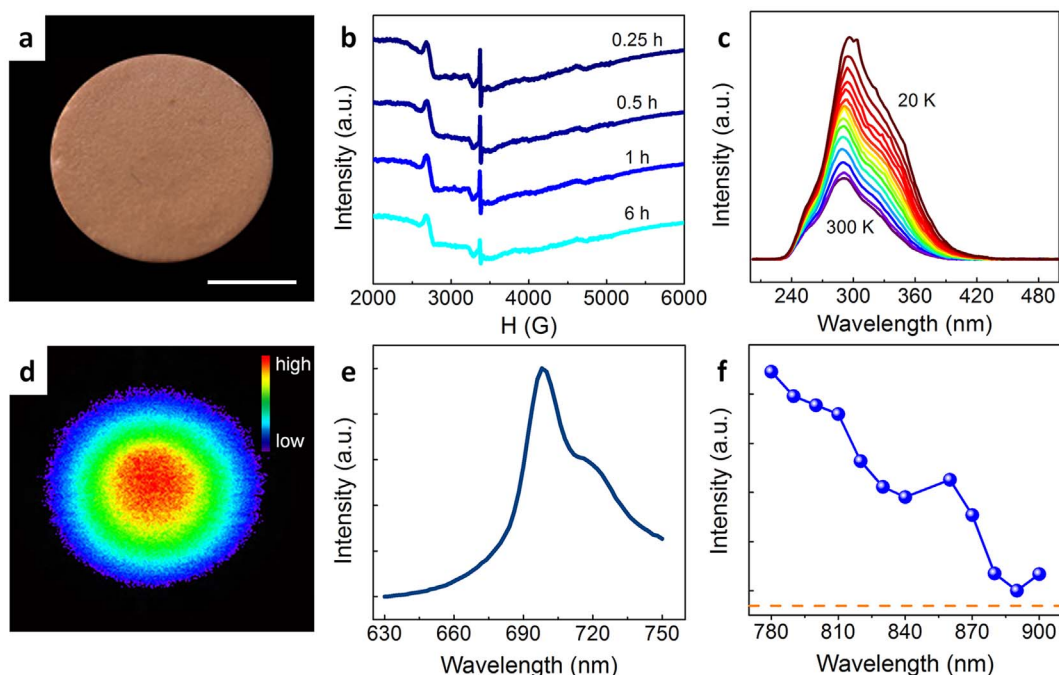 a
b
0.25 h
0.5 h
1 h
6 h
Intensity (a.u.)
2000 3000 4000 5000 6000
H (G)
c
20 K
300 K
Intensity (a.u.)
240 300 360 420 480
Wavelength (nm)
d
high
low
e
Intensity (a.u.)
630 660 690 720 750
Wavelength (nm)
f
Intensity (a.u.)
780 810 840 870 900
Wavelength (nm)